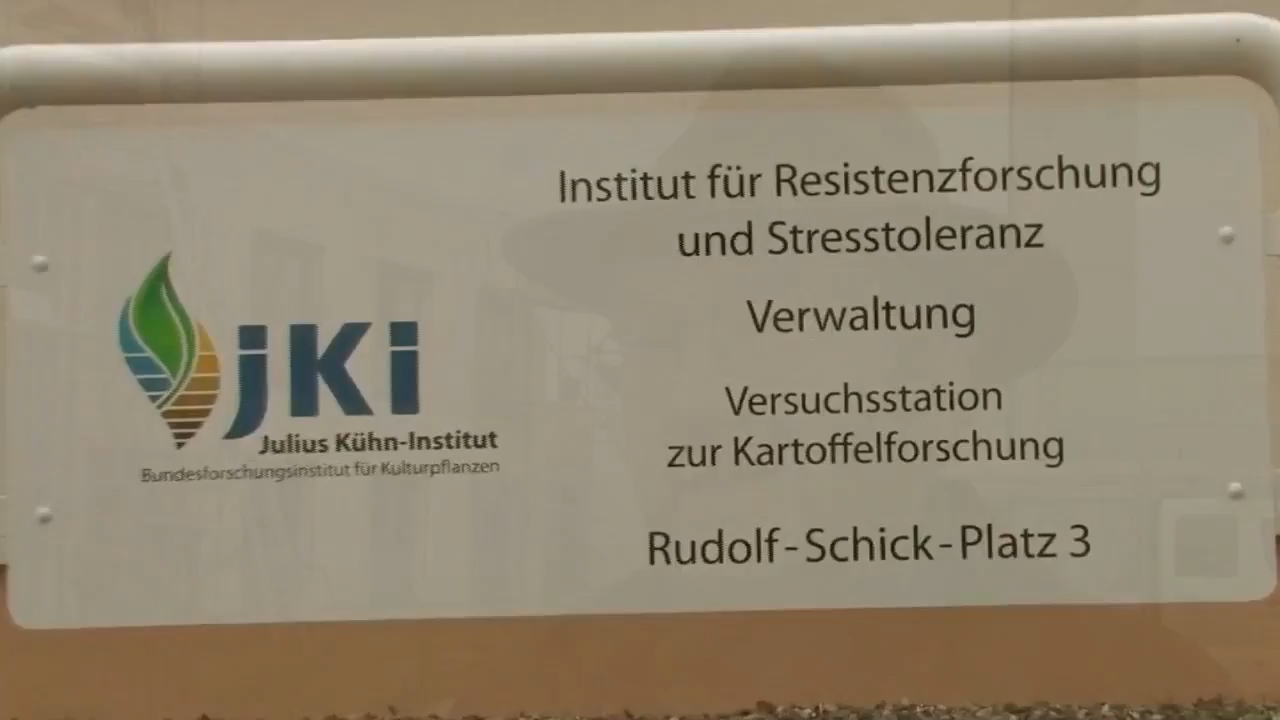 Institut für Resistenzforschung
und Stresstoleranz
Verwaltung
Versuchsstation
zur Kartoffelforschung
Rudolf-Schick-Platz 3
jKi
Julius Kühn-Institut
Bundesforschungsinstitut für Kulturpflanzen